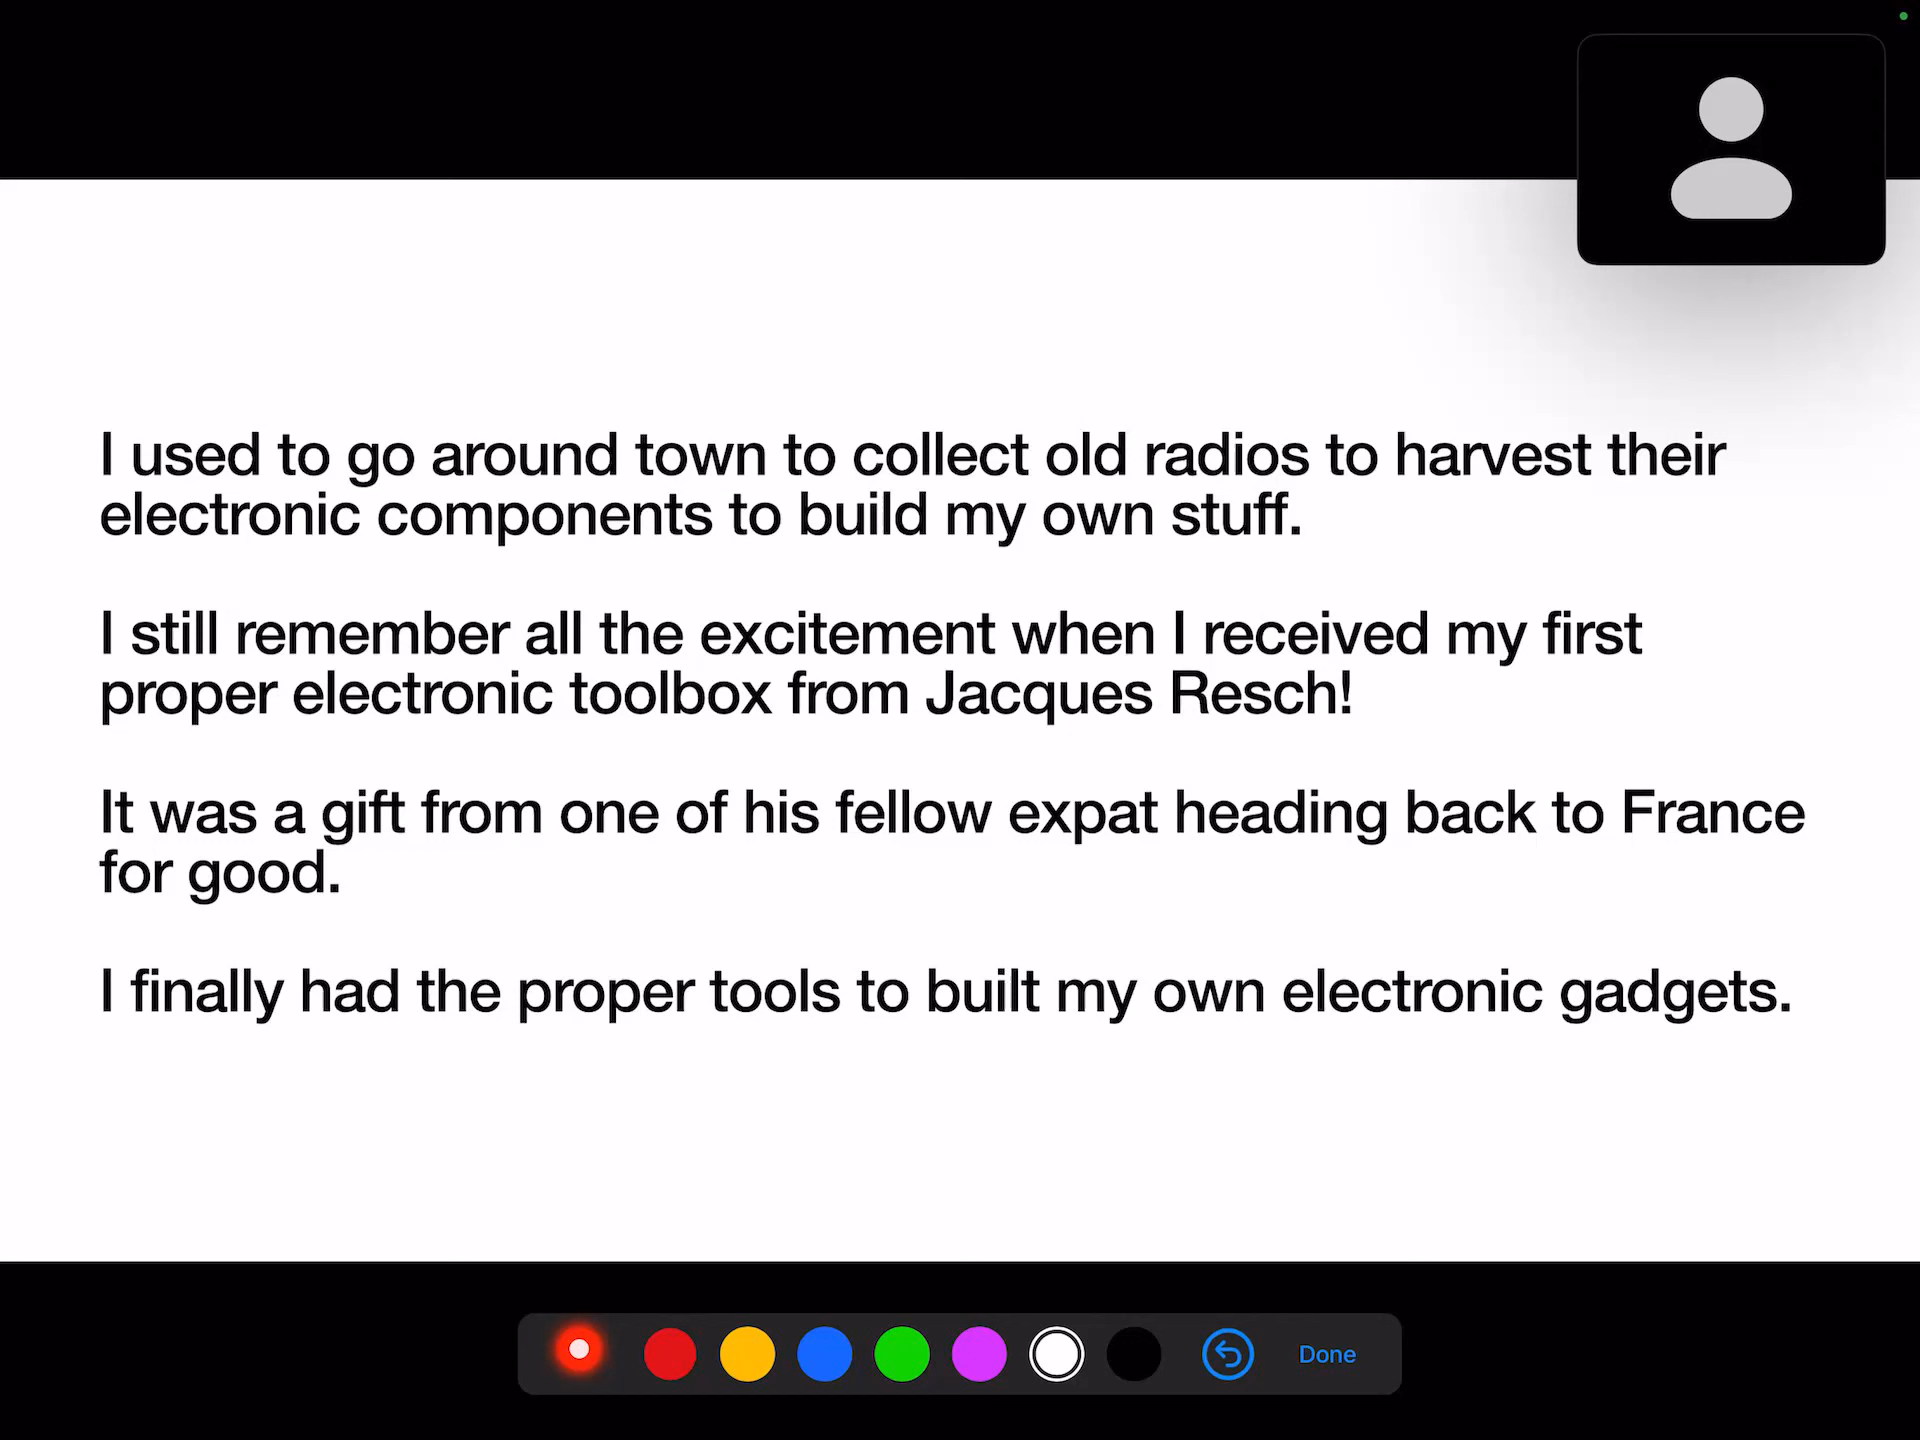 I used to go around town to collect old radios to harvest their
electronic components to build my own stuff.
I still remember all the excitement when I received my first
proper electronic toolbox from Jacques Resch!
It was a gift from one of his fellow expat heading back to France
for good.
I finally had the proper tools to built my own electronic gadgets.
Done